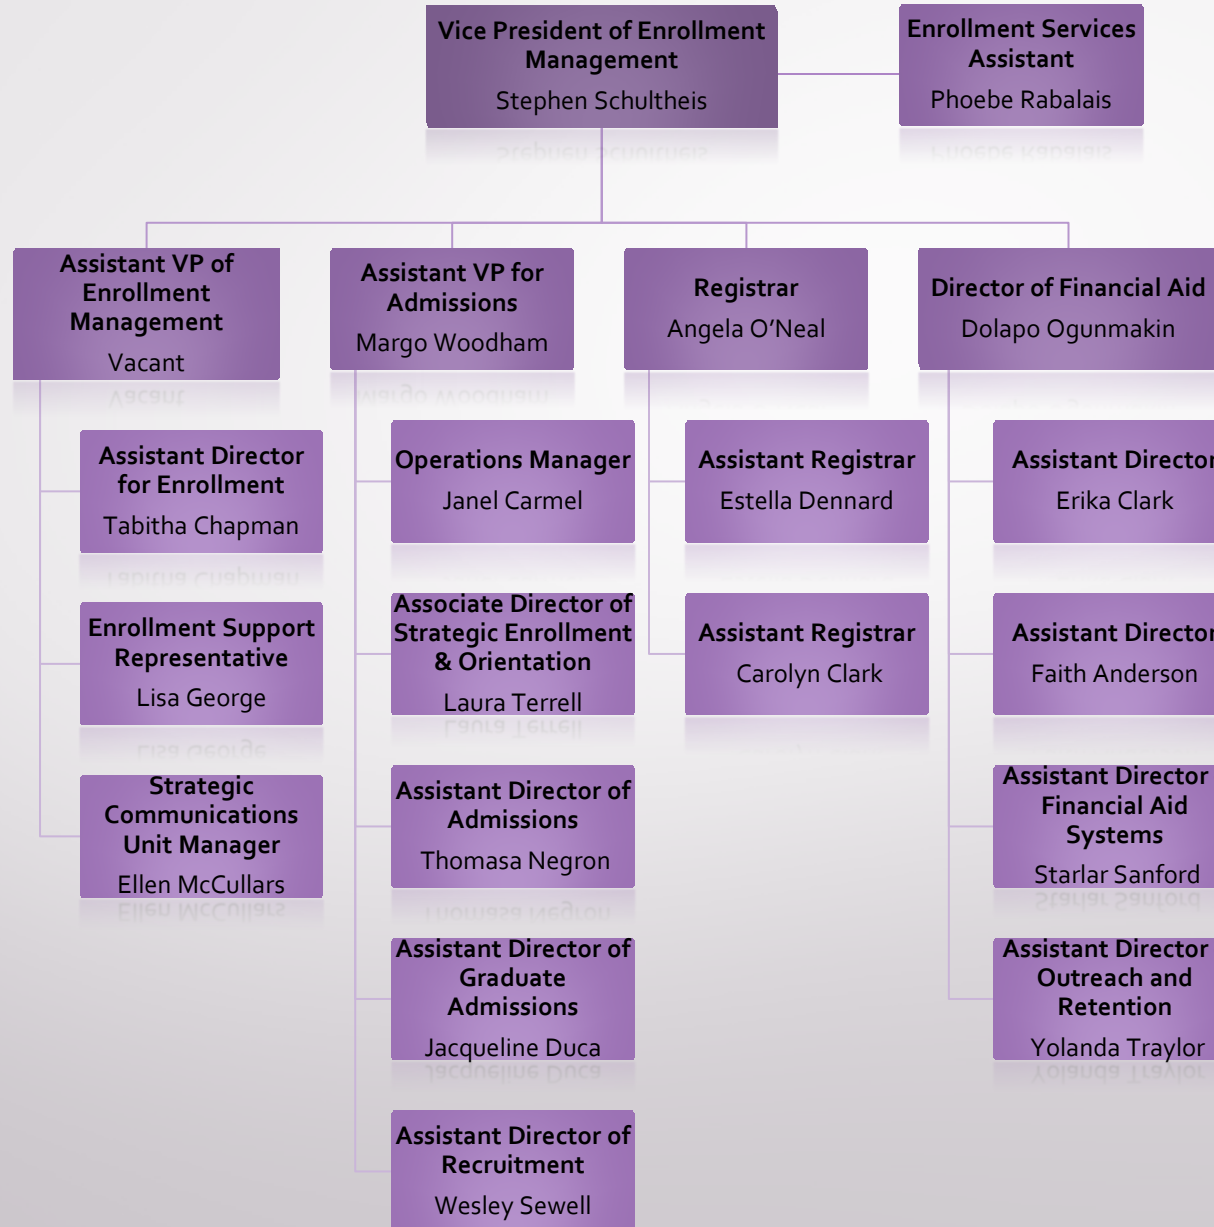 Vice President of Enrollment
Management
Stephen Schultheis
Enrollment Services
Assistant
Phoebe Rabalais
Assistant VP of
Enrollment
Management
Vacant
Assistant Director
for Enrollment
Tabitha Chapman
Enrollment Support
Representative
Lisa George
Strategic
Communications
Unit Manager
Ellen McCullars
Assistant VP for
Admissions
Margo Woodham
Operations Manager
Janel Carmel
Associate Director of
Strategic Enrollment
& Orientation
Laura Terrell
Assistant Director of
Admissions
Thomasa Negron
Assistant Director of
Graduate
Admissions
Jacqueline Duca
Assistant Director of
Recruitment
Wesley Sewell
Registrar
Angela O’Neal
Assistant Registrar
Estella Dennard
Assistant Registrar
Carolyn Clark
Director of Financial Aid
Dolapo Ogunmakin
Assistant Director
Erika Clark
Assistant Director
Faith Anderson
Assistant Director
Financial Aid
Systems
Starlar Sanford
Assistant Director
Outreach and
Retention
Yolanda Traylor